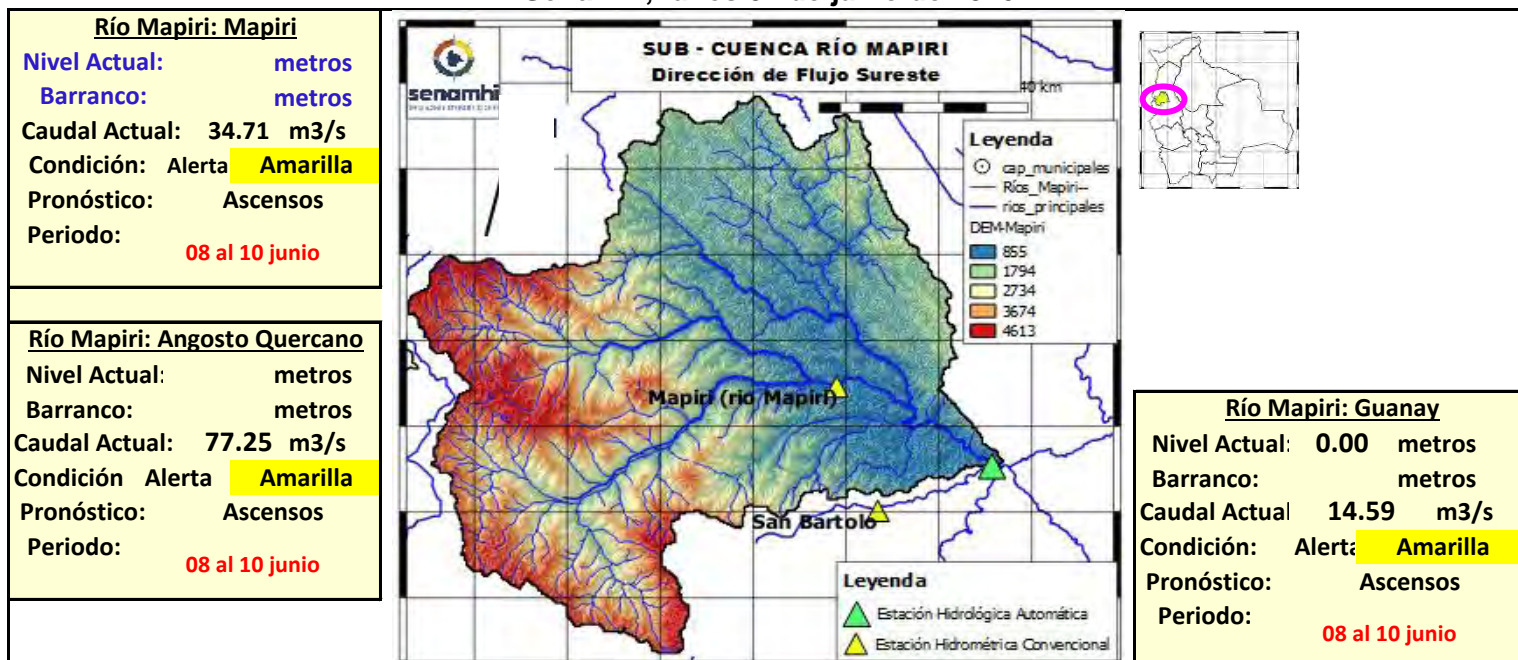 Río Mapiri: Mapiri
Nivel Actual: metros
Barranco: metros
Caudal Actual: 34.71 m3/s
Condición: Alerta Amarilla
Pronóstico: Ascensos
Periodo:
08 al 10 junio
Río Mapiri: Angosto Quercano
Nivel Actual: metros
Barranco: metros
Caudal Actual: 77.25 m3/s
Condición Alerta Amarilla
Pronóstico: Ascensos
Periodo:
08 al 10 junio
senamhi
SUB - CUENCA RÍO MAPIRI
Dirección de Flujo Sureste
40 km
Leyenda
cap_municipales
Ríos_Mapiri--
rios_principales
DEM-Mapiri
855
1794
2734
3674
4613
Mapiri (rio Mapiri)
San Bartolo
Leyenda
Estación Hidrológica Automática
Estación Hidrométrica Convencional
Río Mapiri: Guanay
Nivel Actual: 0.00 metros
Barranco: metros
Caudal Actual 14.59 m3/s
Condición: Alerta Amarilla
Pronóstico: Ascensos
Periodo:
08 al 10 junio